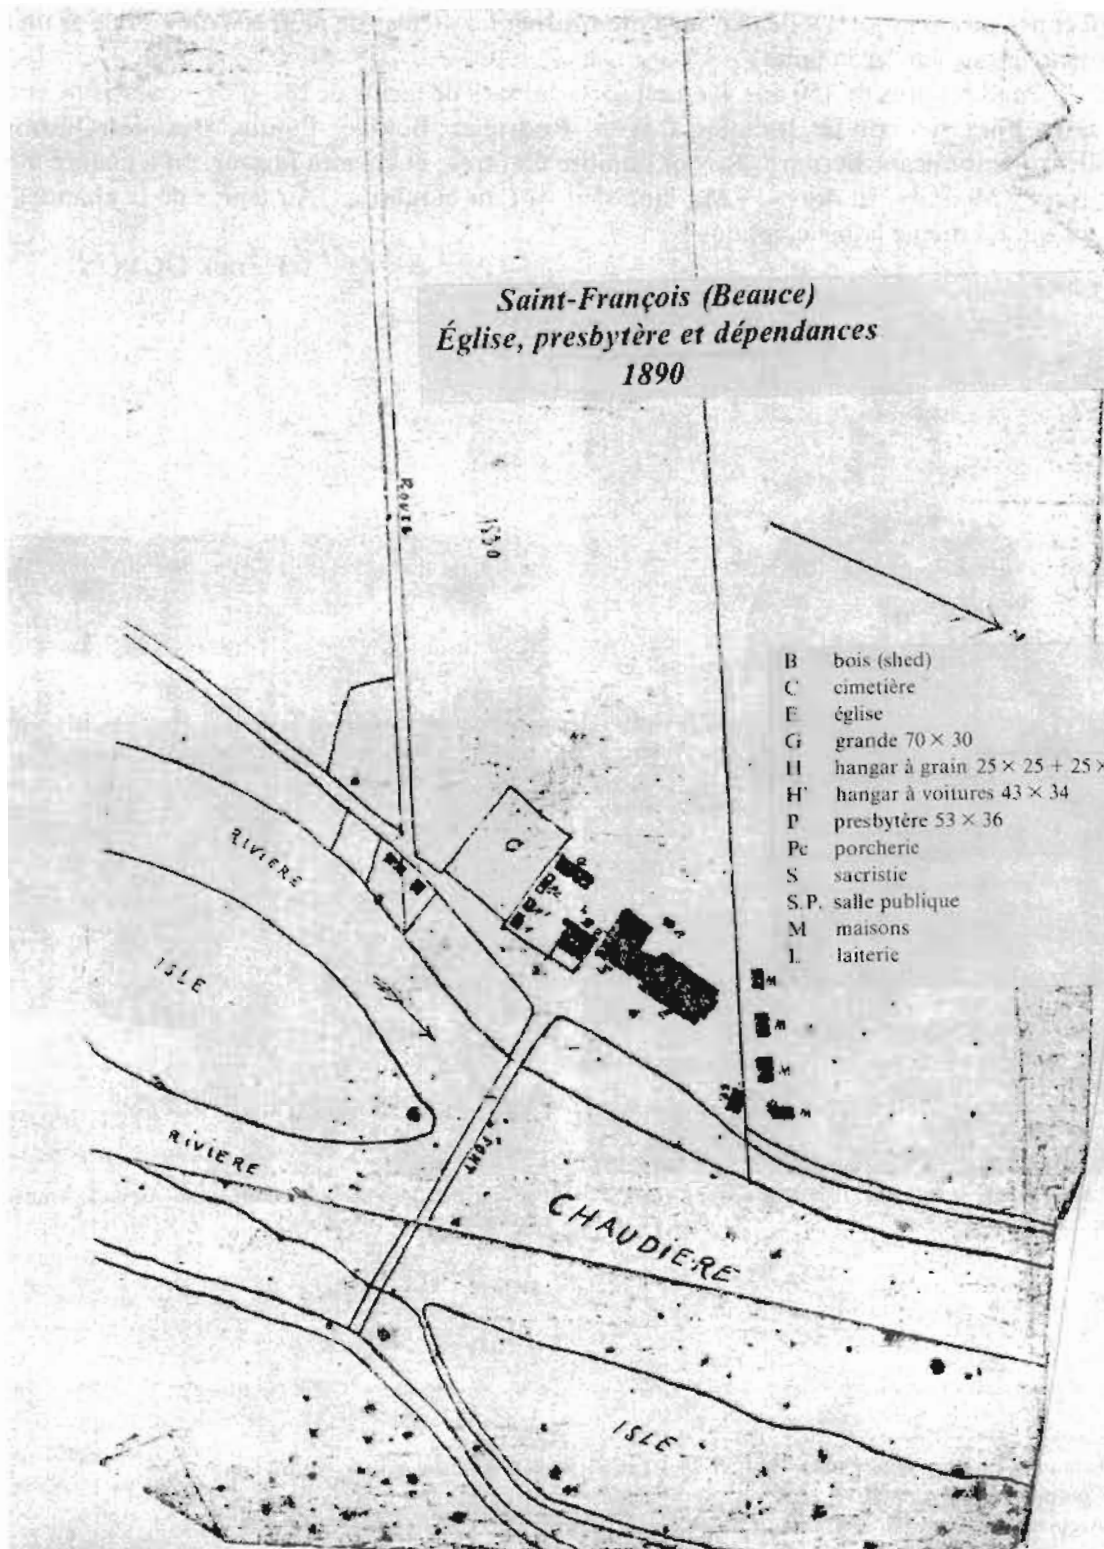 Saint-François (Beauce)
Église, presbytère et dépendances
1890
ROUTE
1890
N
B bois (shed)
C cimetière
E église
G grande 70 × 30
H hangar à grain 25 × 25 + 25 ×
H' hangar à voitures 43 × 34
P presbytère 53 × 36
Pc porcherie
S sacristie
S.P. salle publique
M maisons
L laiterie
RIVIERE
ISLE
RIVIERE
PONT
CHAUDIERE
ISLE
M
M
M
M